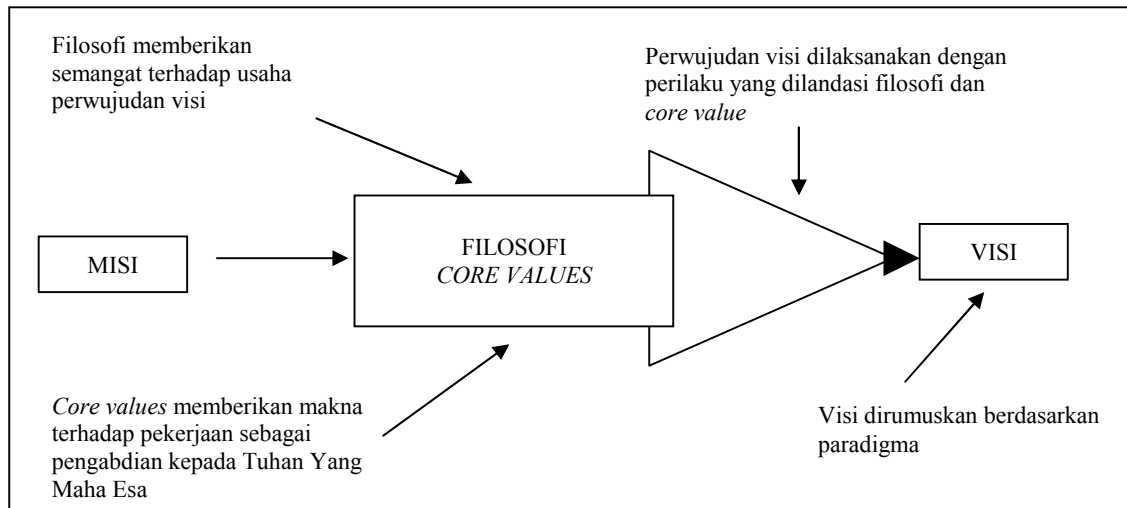 Filosofi memberikan
semangat terhadap usaha
perwujudan visi
Perwujudan visi dilaksanakan dengan
perilaku yang dilandasi filosofi dan
core value
MISI
FILOSOFI
CORE VALUES
VISI
Core values memberikan makna
terhadap pekerjaan sebagai
pengabdian kepada Tuhan Yang
Maha Esa
Visi dirumuskan berdasarkan
paradigma